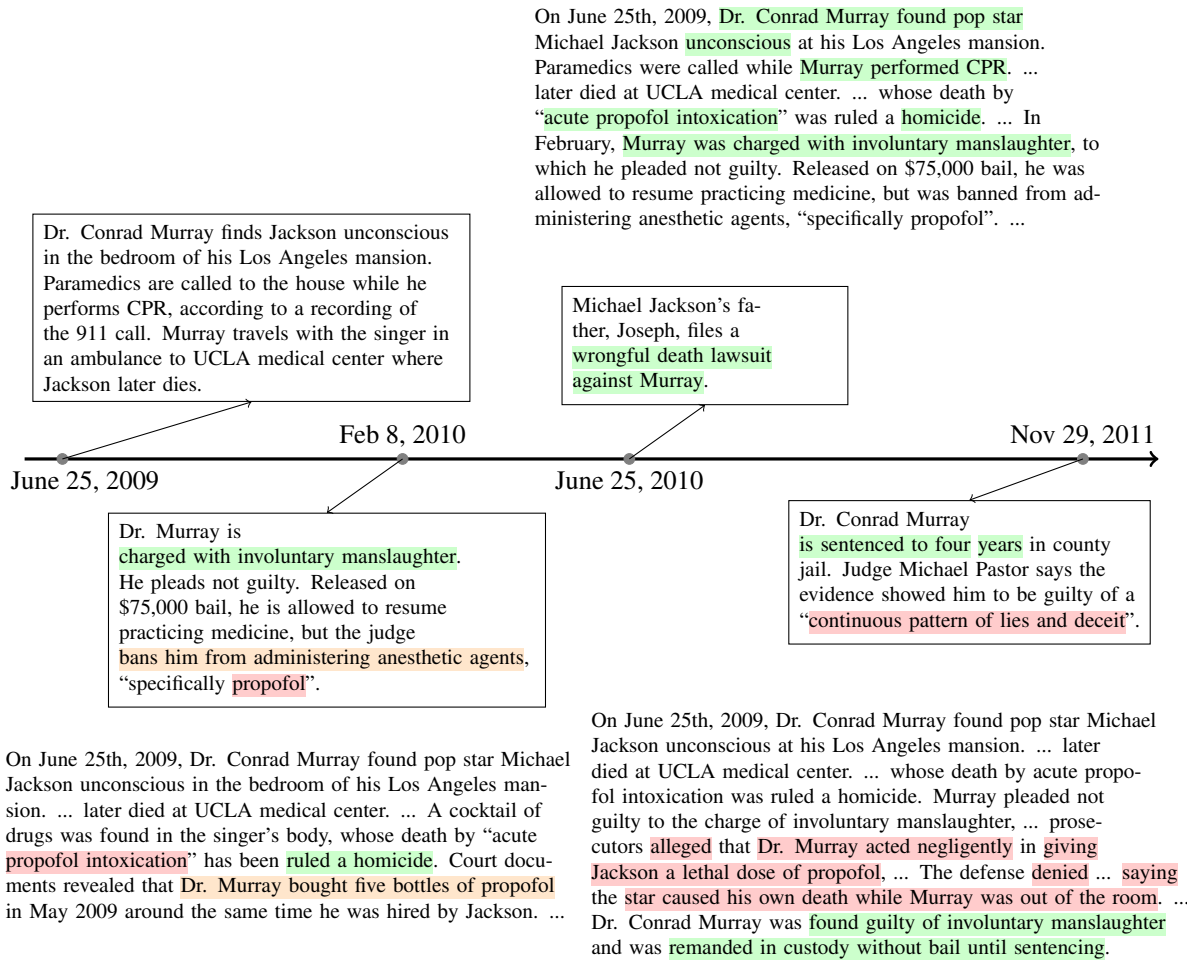 On June 25th, 2009, Dr. Conrad Murray found pop star
Michael Jackson unconscious at his Los Angeles mansion.
Paramedics were called while Murray performed CPR. ...
later died at UCLA medical center. ... whose death by
“acute propofol intoxication” was ruled a homicide. ... In
February, Murray was charged with involuntary manslaughter, to
which he pleaded not guilty. Released on $75,000 bail, he was
allowed to resume practicing medicine, but was banned from ad-
ministering anesthetic agents, “specifically propofol”. ...
Dr. Conrad Murray finds Jackson unconscious
in the bedroom of his Los Angeles mansion.
Paramedics are called to the house while he
performs CPR, according to a recording of
the 911 call. Murray travels with the singer in
an ambulance to UCLA medical center where
Jackson later dies.
Michael Jackson’s fa-
ther, Joseph, files a
wrongful death lawsuit
against Murray.
Feb 8, 2010
Nov 29, 2011
June 25, 2009
June 25, 2010
Dr. Murray is
charged with involuntary manslaughter.
He pleads not guilty. Released on
$75,000 bail, he is allowed to resume
practicing medicine, but the judge
bans him from administering anesthetic agents,
“specifically propofol”.
Dr. Conrad Murray
is sentenced to four years in county
jail. Judge Michael Pastor says the
evidence showed him to be guilty of a
“continuous pattern of lies and deceit”.
On June 25th, 2009, Dr. Conrad Murray found pop star Michael
Jackson unconscious in the bedroom of his Los Angeles man-
sion. ... later died at UCLA medical center. ... A cocktail of
drugs was found in the singer’s body, whose death by “acute
propofol intoxication” has been ruled a homicide. Court docu-
ments revealed that Dr. Murray bought five bottles of propofol
in May 2009 around the same time he was hired by Jackson. ...
On June 25th, 2009, Dr. Conrad Murray found pop star Michael
Jackson unconscious at his Los Angeles mansion. ... later
died at UCLA medical center. ... whose death by acute propo-
fol intoxication was ruled a homicide. Murray pleaded not
guilty to the charge of involuntary manslaughter, ... prose-
cutors alleged that Dr. Murray acted negligently in giving
Jackson a lethal dose of propofol, ... The defense denied ... saying
the star caused his own death while Murray was out of the room. ...
Dr. Conrad Murray was found guilty of involuntary manslaughter
and was remanded in custody without bail until sentencing.